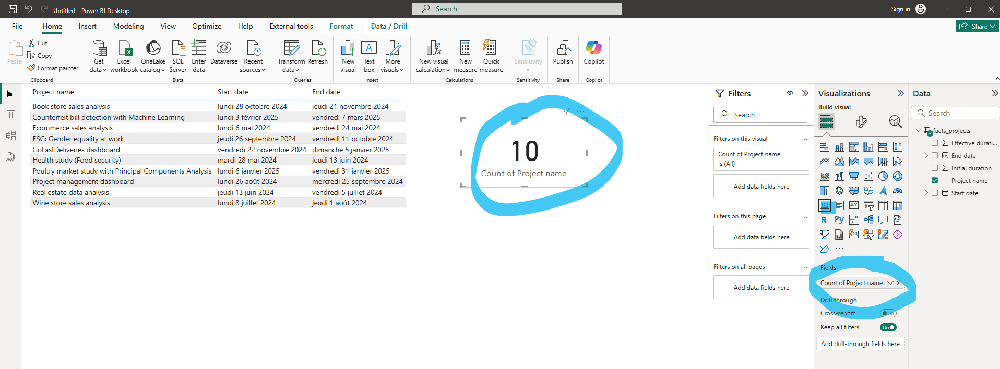 Untitled - Power BI Desktop
Search
Sign in
File Home Insert Modeling View Optimize Help External tools Format Data / Drill
Share
Paste
Cut
Copy
Format painter
Clipboard
Get data
Excel workbook
OneLake catalog
SQL Server
Enter data
Dataverse
Recent sources
Data
Transform data
Refresh
Queries
New visual
Text box
More visuals
Insert
New visual calculation
New measure
Quick measure
Calculations
Sensitivity
Sensitivity
Publish
Share
Copilot
Copilot
Project name Start date End date
Book store sales analysis lundi 28 octobre 2024 jeudi 21 novembre 2024
Counterfeit bill detection with Machine Learning lundi 3 février 2025 vendredi 7 mars 2025
Ecommerce sales analysis lundi 6 mai 2024 vendredi 24 mai 2024
ESG: Gender equality at work jeudi 26 septembre 2024 vendredi 11 octobre 2024
GoFastDeliveries dashboard vendredi 22 novembre 2024 dimanche 5 janvier 2025
Health study (Food security) mardi 28 mai 2024 jeudi 13 juin 2024
Poultry market study with Principal Components Analysis lundi 6 janvier 2025 vendredi 31 janvier 2025
Project management dashboard lundi 26 août 2024 mercredi 25 septembre 2024
Real estate data analysis jeudi 13 juin 2024 vendredi 5 juillet 2024
Wine store sales analysis lundi 8 juillet 2024 jeudi 1 août 2024
10
Count of Project name
Filters
Search
Filters on this visual ...
Count of Project name
is (All)
Add data fields here
Filters on this page ...
Add data fields here
Filters on all pages ...
Add data fields here
Visualizations
Build visual
123
R Py
123
...
Fields
Count of Project name
Drill through
Cross-report Off
Keep all filters On
Add drill-through fields here
Data
Search
facts_projects
Effective durati...
End date
Initial duration
Project name
Start date
DAX